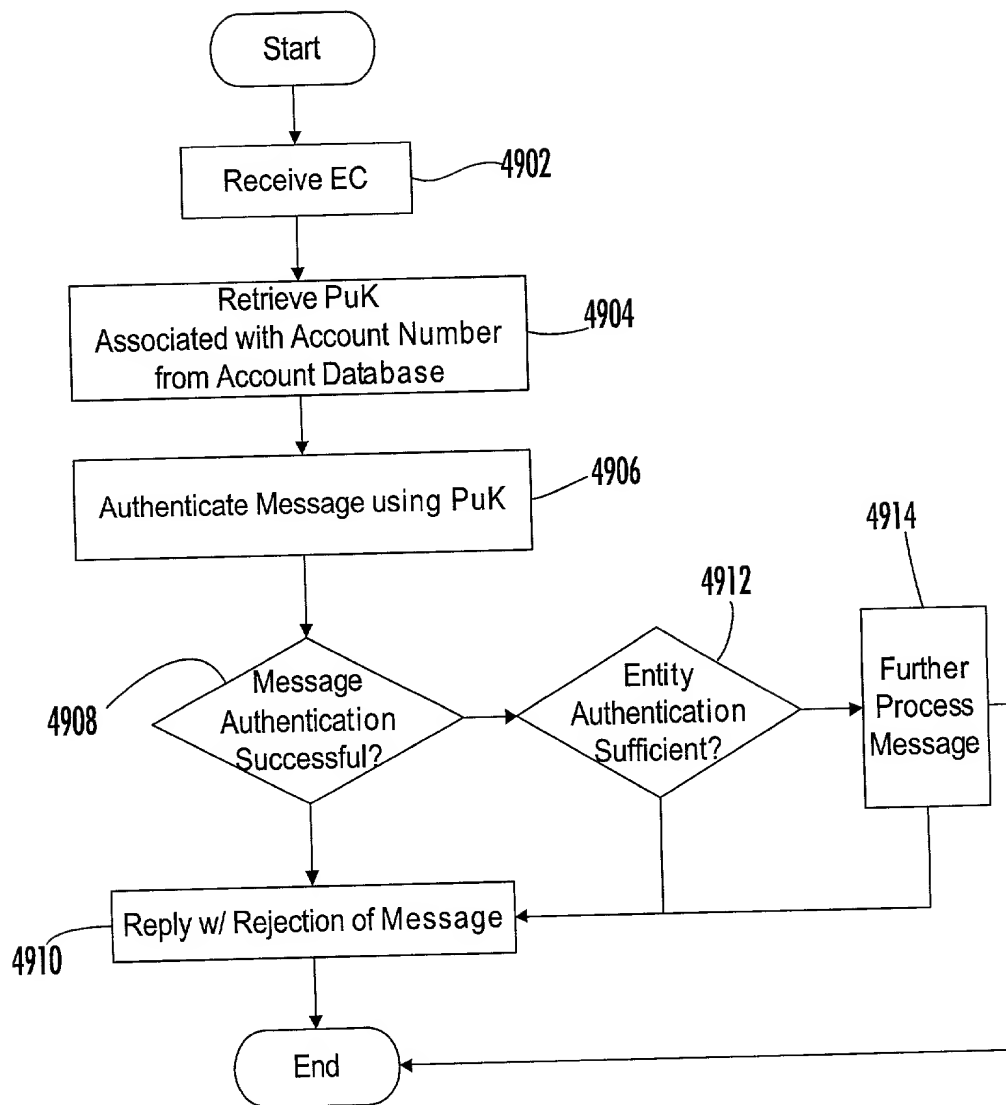 Start
Receive EC
4902
Retrieve PuK
Associated with Account Number
from Account Database
4904
Authenticate Message using PuK
4906
Message
Authentication
Successful?
4908
Entity
Authentication
Sufficient?
4912
Further
Process
Message
4914
Reply w/ Rejection of Message
4910
End